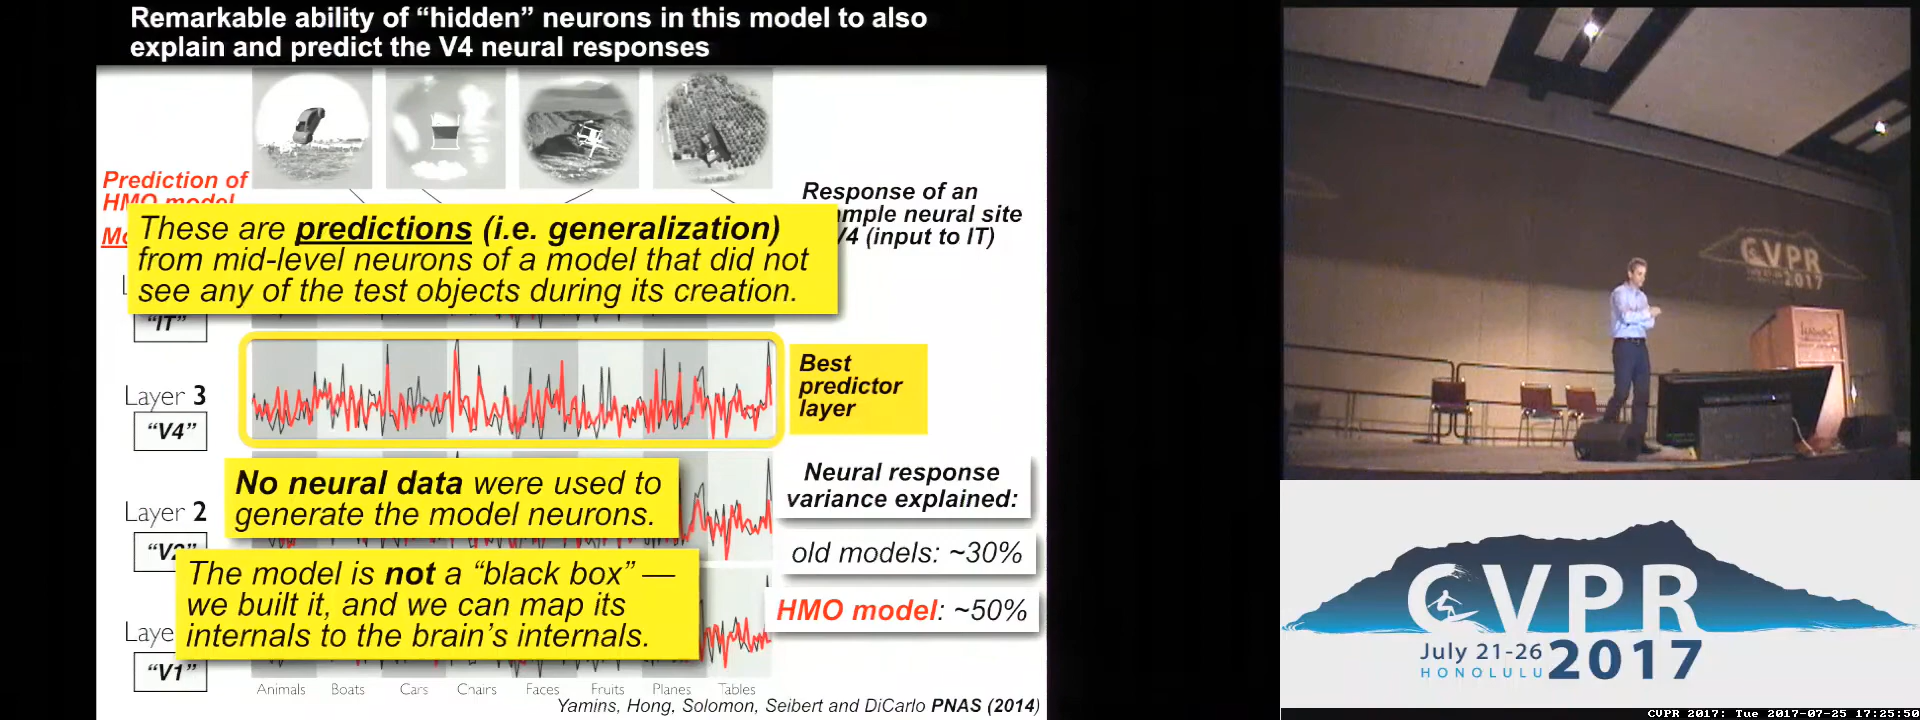 Remarkable ability of “hidden” neurons in this model to also
explain and predict the V4 neural responses
Prediction of
HMO model
These are predictions (i.e. generalization)
from mid-level neurons of a model that did not
see any of the test objects during its creation.
Response of an
neural site
V4 (input to IT)
“IT”
Layer 3
“V4”
Best
predictor
layer
No neural data were used to
generate the model neurons.
Layer 2
“V2”
Neural response
variance explained:
old models: ~30%
HMO model: ~50%
The model is not a “black box” —
we built it, and we can map its
internals to the brain’s internals.
“V1”
Animals Boats Cars Chairs Faces Fruits Planes Tables
Yamins, Hong, Solomon, Seibert and DiCarlo PNAS (2014)
CVPR
2017
CVPR
July 21-26
HONOLULU
2017
CVPR 2017: Tue 2017-07-25 17:25:50